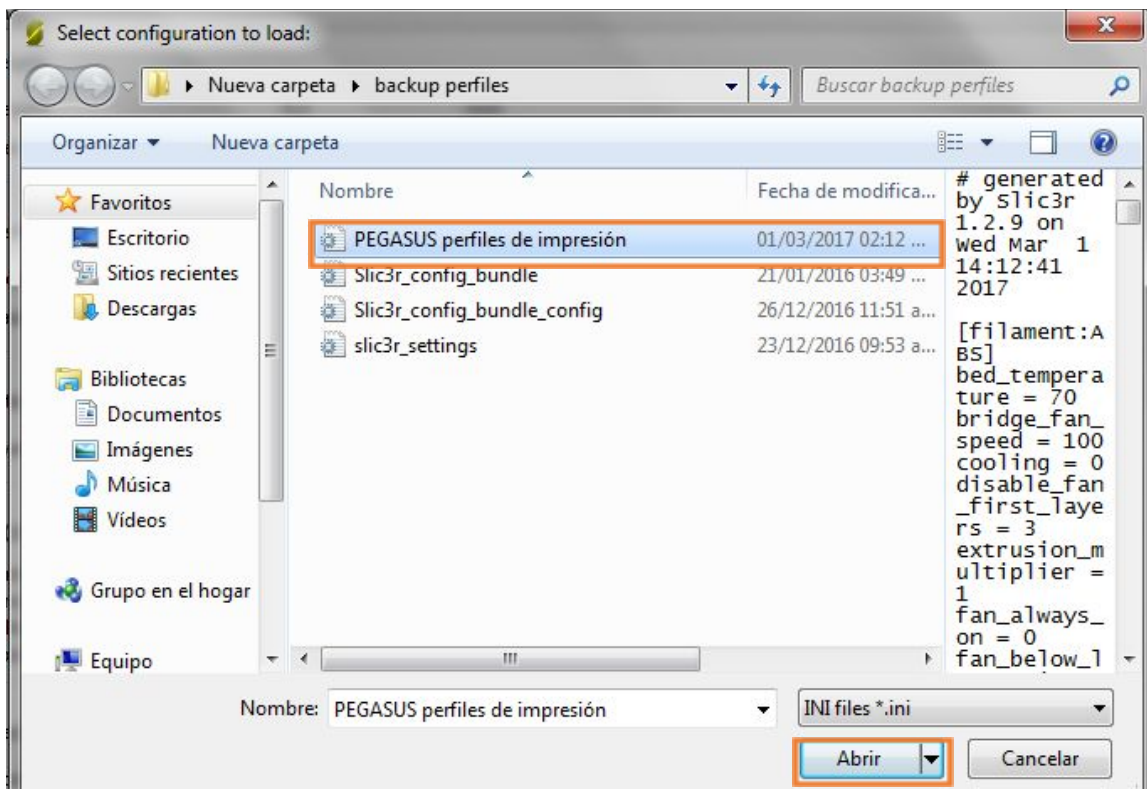 Select configuration to load:
Nueva carpeta backup perfiles
Buscar backup perfiles
Organizar Nueva carpeta
Favoritos
Escritorio
Sitios recientes
Descargas
Bibliotecas
Documentos
Imágenes
Música
Vídeos
Grupo en el hogar
Equipo
Nombre Fecha de modifica...
PEGASUS perfiles de impresión 01/03/2017 02:12 ...
Slic3r_config_bundle 21/01/2016 03:49 ...
Slic3r_config_bundle_config 26/12/2016 11:51 a...
slic3r_settings 23/12/2016 09:53 a...
# generated
by Slic3r
1.2.9 on
Wed Mar 1
14:12:41
2017
[filament:A
BS]
bed_tempera
ture = 70
bridge_fan_
speed = 100
cooling = 0
disable_fan
_first_laye
rs = 3
extrusion_m
ultiplier =
1
fan_always_
on = 0
fan_below_l
Nombre: PEGASUS perfiles de impresión
INI files *.ini
Abrir Cancelar